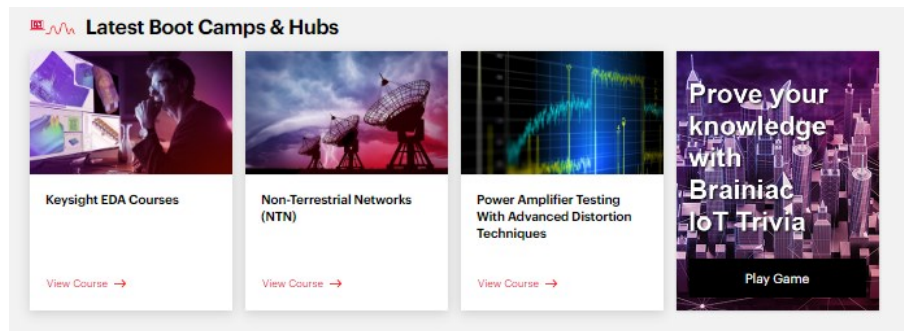 Latest Boot Camps & Hubs
Keysight EDA Courses
View Course →
Non-Terrestrial Networks
(NTN)
View Course →
Power Amplifier Testing
With Advanced Distortion
Techniques
View Course →
Prove your
knowledge
with
Brainiac
IoT Trivia
Play Game